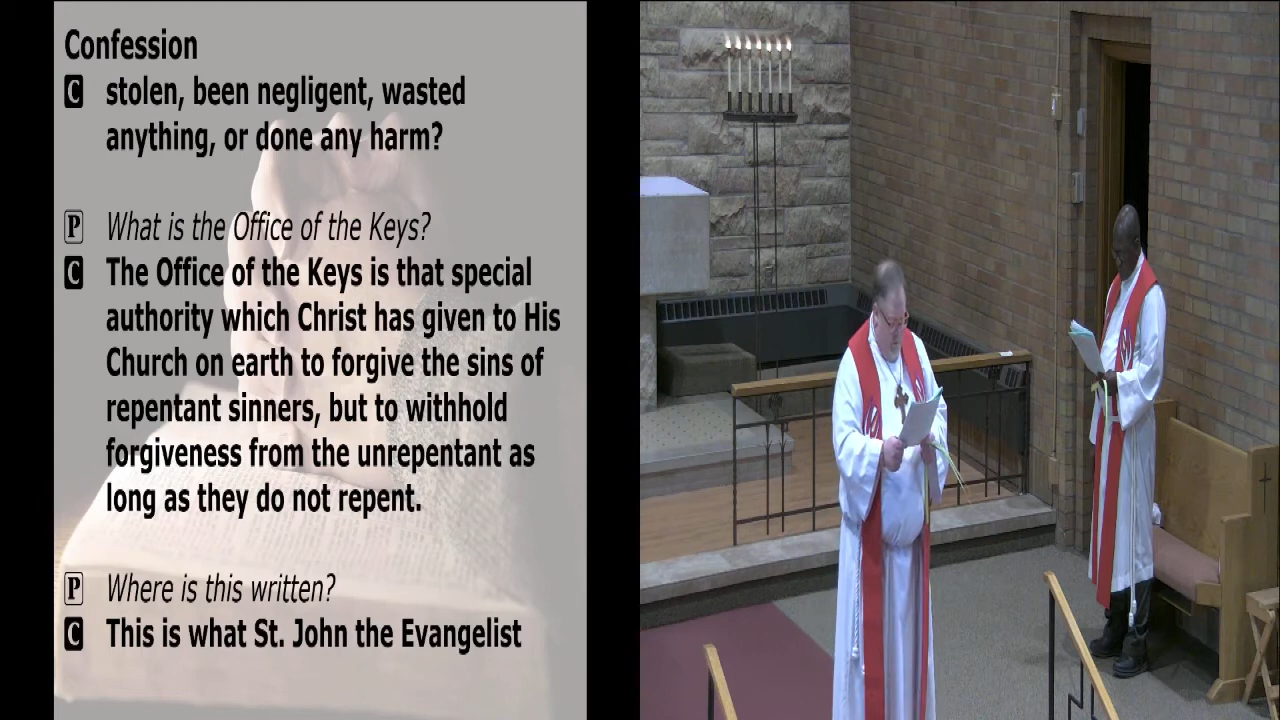 Confession
C stolen, been negligent, wasted
anything, or done any harm?
P What is the Office of the Keys?
C The Office of the Keys is that special
authority which Christ has given to His
Church on earth to forgive the sins of
repentant sinners, but to withhold
forgiveness from the unrepentant as
long as they do not repent.
P Where is this written?
C This is what St. John the Evangelist